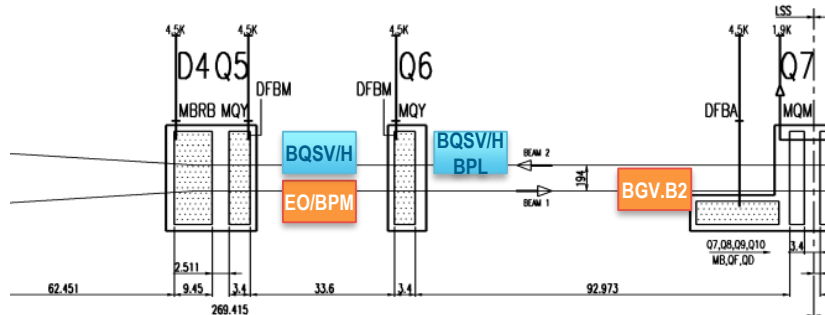 LSS
4.5K 4.5K 4.5K 4.5K 1.9K
D4 Q5 Q6 Q7
DFBM DFBM DFBA
MBRB MQY MQY MQM
BQSV/H
BQSV/H
BPL
BEAM 2
194
EO/BPM
BEAM 1
BGV.B2
Q7,Q8,Q9,Q10
MB,QF,QD
3.4
2.511
62.451 9.45 3.4 33.6 3.4 92.973
269.415